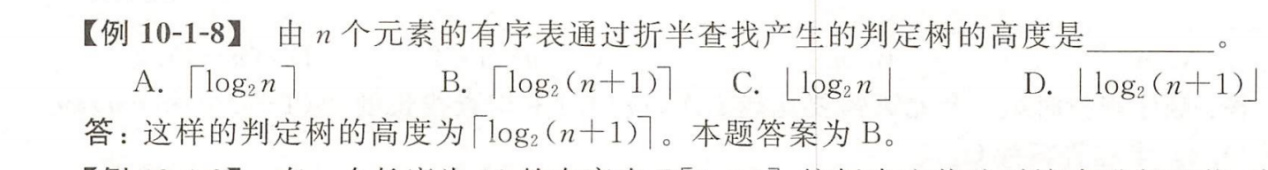 【例 10-1-8】 由 n 个元素的有序表通过折半查找产生的判定树的高度是________。
A. ⌈log₂n⌉ B. ⌈log₂(n+1)⌉ C. ⌊log₂n⌋ D. ⌊log₂(n+1)⌋
答：这样的判定树的高度为⌈log₂(n+1)⌉。本题答案为 B。